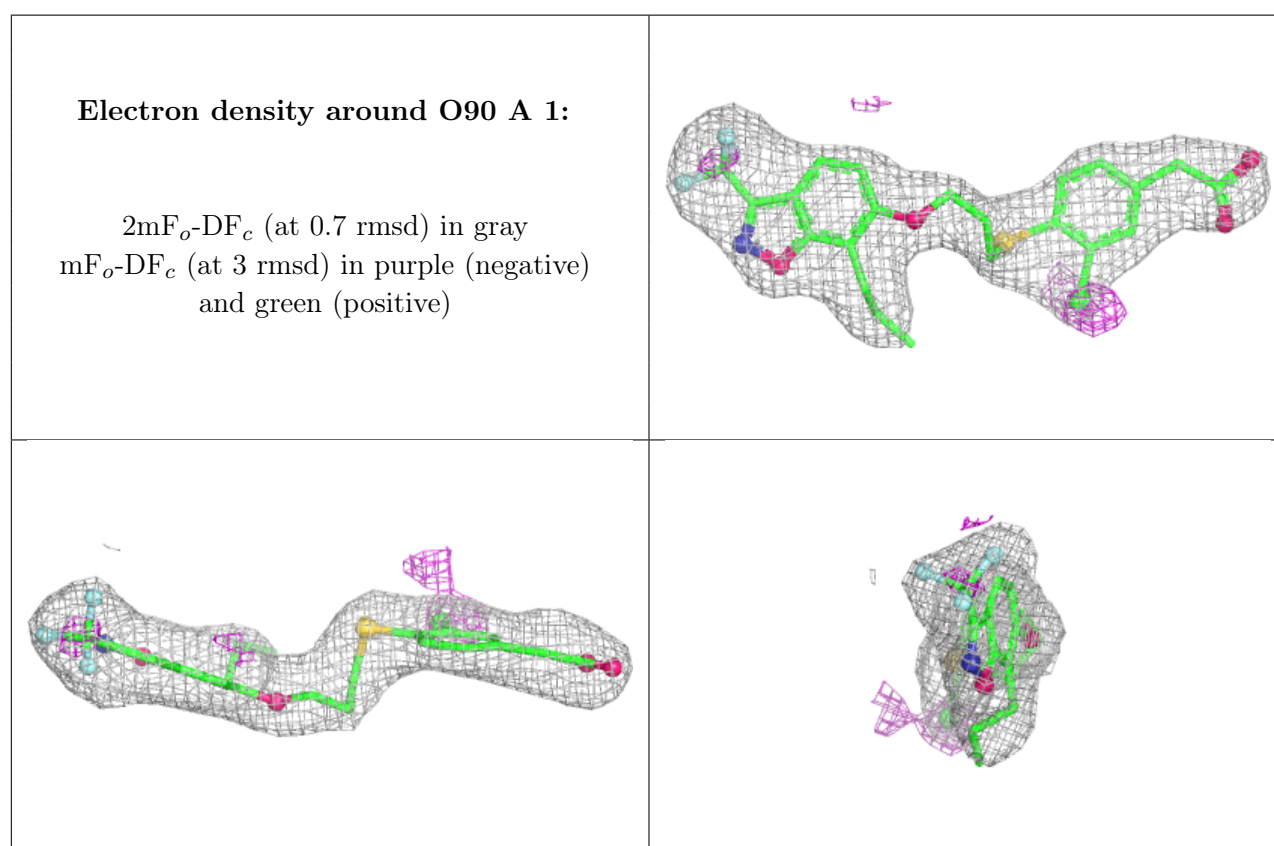 Electron density around O90 A 1:
2mFo-DFc (at 0.7 rmsd) in gray
mFo-DFc (at 3 rmsd) in purple (negative)
and green (positive)